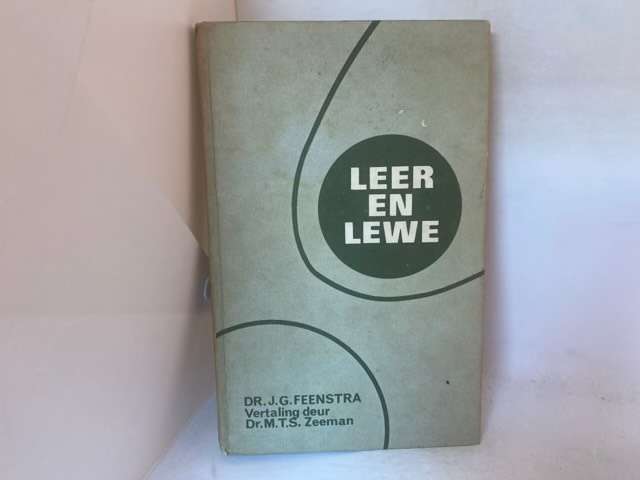 LEER
EN
LEWE
DR. J.G. FEENSTRA
Vertaling deur
Dr. M.T.S. Zeeman